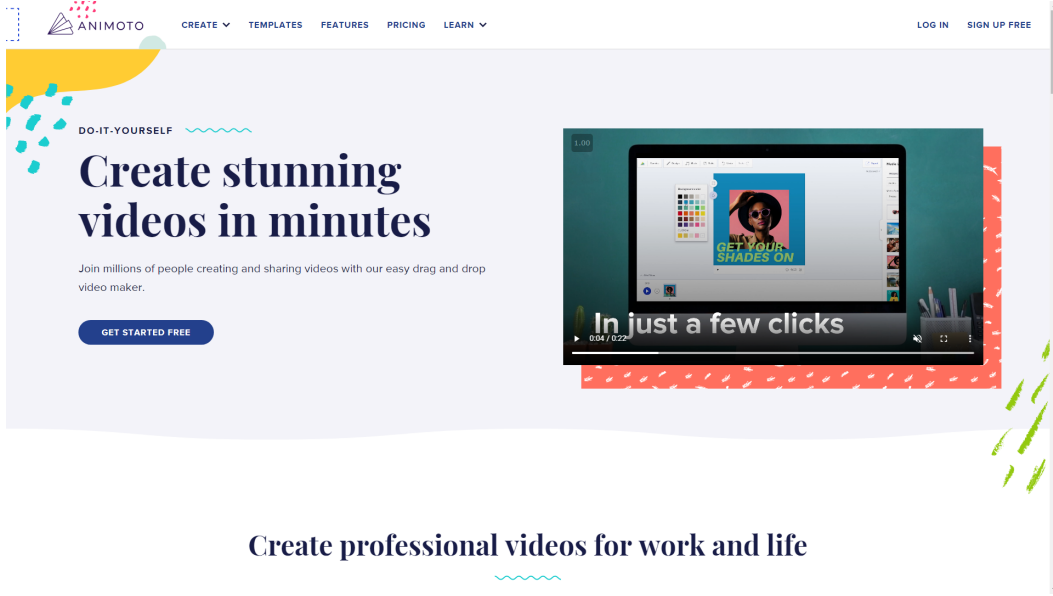 ANIMOTO
CREATE
TEMPLATES
FEATURES
PRICING
LEARN
LOG IN
SIGN UP FREE
DO-IT-YOURSELF
Create stunning
videos in minutes
Join millions of people creating and sharing videos with our easy drag and drop
video maker.
GET STARTED FREE
1.00
GET YOUR
SHADES ON
In just a few clicks
0:04 / 0:22
Create professional videos for work and life